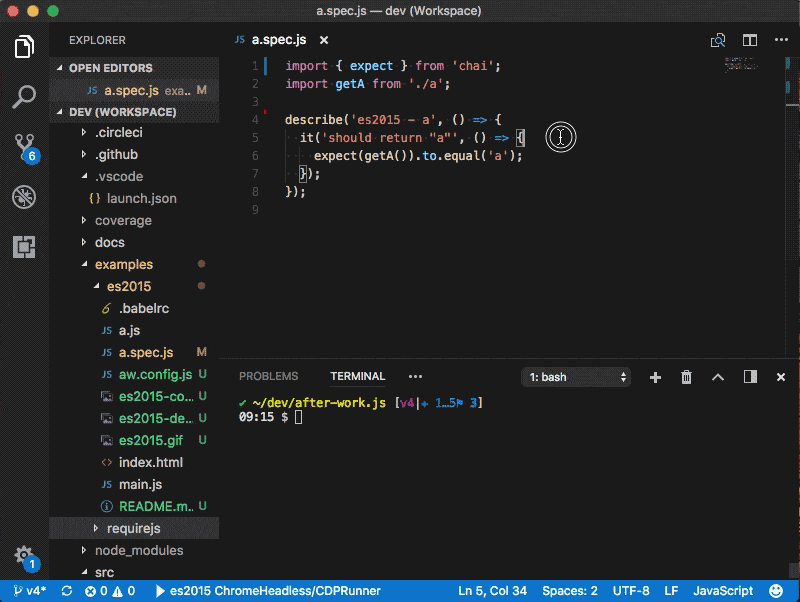 a.spec.js — dev (Workspace)
EXPLORER
OPEN EDITORS
JS a.spec.js exa... M
DEV (WORKSPACE)
.circleci
.github
.vscode
{} launch.json
coverage
docs
examples
es2015
.babelrc
JS a.js
JS a.spec.js M
JS aw.config.js U
es2015-co... U
es2015-de... U
es2015.gif U
<> index.html
JS main.js
README.m... U
requirejs
node_modules
src
6
1
JS a.spec.js ×
1 import { expect } from 'chai';
2 getA from './a';
3
4 describe('es2015 - a', () => {
5 it('should return "a"', () => {
6 expect(getA()).to.equal('a');
7 });
8 });
9
PROBLEMS TERMINAL ••• 1: bash
✔ ~/dev/after-work.js [v4|✚ 1…5⚑ 3]
09:15 $
v4* 0 0 es2015 ChromeHeadless/CDPRunner Ln 5, Col 34 Spaces: 2 UTF-8 LF JavaScript